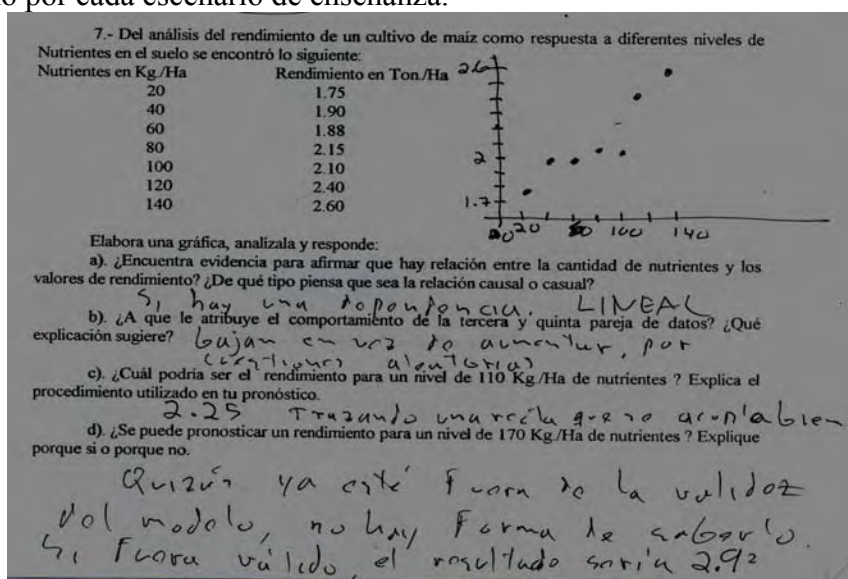 o por cada escenario de enseñanza.
7.- Del análisis del rendimiento de un cultivo de maíz como respuesta a diferentes niveles de
Nutrientes en el suelo se encontró lo siguiente:
Nutrientes en Kg./Ha Rendimiento en Ton./Ha
20 1.75
40 1.90
60 1.88
80 2.15
100 2.10
120 2.40
140 2.60
2.6
2
1.7
20 100 140
Elabora una gráfica, analízala y responde:
a). ¿Encuentra evidencia para afirmar que hay relación entre la cantidad de nutrientes y los
valores de rendimiento? ¿De qué tipo piensa que sea la relación causal o casual?
Si, hay una dependencia. LINEAL
b). ¿A que le atribuye el comportamiento de la tercera y quinta pareja de datos? ¿Qué
explicación sugiere? bajan en vez de aumentar, por
cuestiones aleatorias
c). ¿Cuál podría ser el rendimiento para un nivel de 110 Kg./Ha de nutrientes ? Explica el
procedimiento utilizado en tu pronóstico.
2.25 Trazando una recta que se acopla bien
d). ¿Se puede pronosticar un rendimiento para un nivel de 170 Kg./Ha de nutrientes ? Explique
porque si o porque no.
Quizás ya esté fuera de la validez
del modelo, no hay forma de saberlo.
Si fuera válido, el resultado sería 2.92